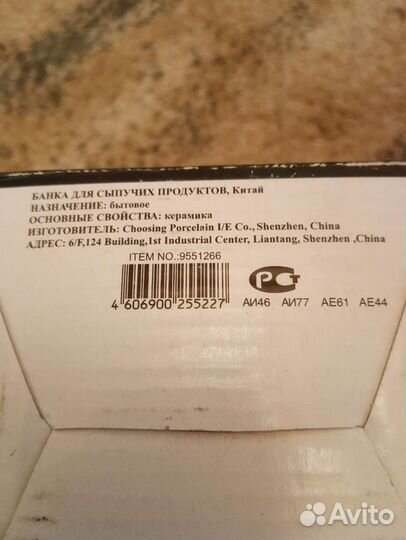 БАНКА ДЛЯ СЫПУЧИХ ПРОДУКТОВ, Китай
НАЗНАЧЕНИЕ: бытовое
ОСНОВНЫЕ СВОЙСТВА: керамика
ИЗГОТОВИТЕЛЬ: Choosing Porcelain I/E Co., Shenzhen, China
АДРЕС: 6/F,124 Building,1st Industrial Center, Liantang, Shenzhen ,China
ITEM NO.:9551266
4 606900 255227
РСТ
АИ46 АИ77 АЕ61 АЕ44
Avito